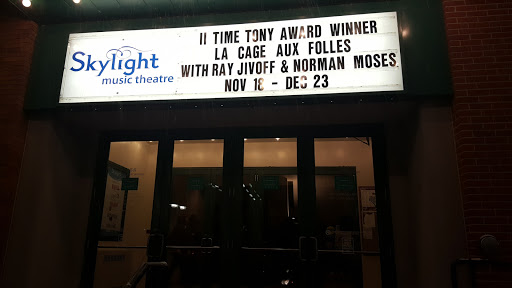 Skylight
music theatre
11 TIME TONY AWARD WINNER
LA CAGE AUX FOLLES
WITH RAY JIVOFF & NORMAN MOSES
NOV 18 - DEC 23